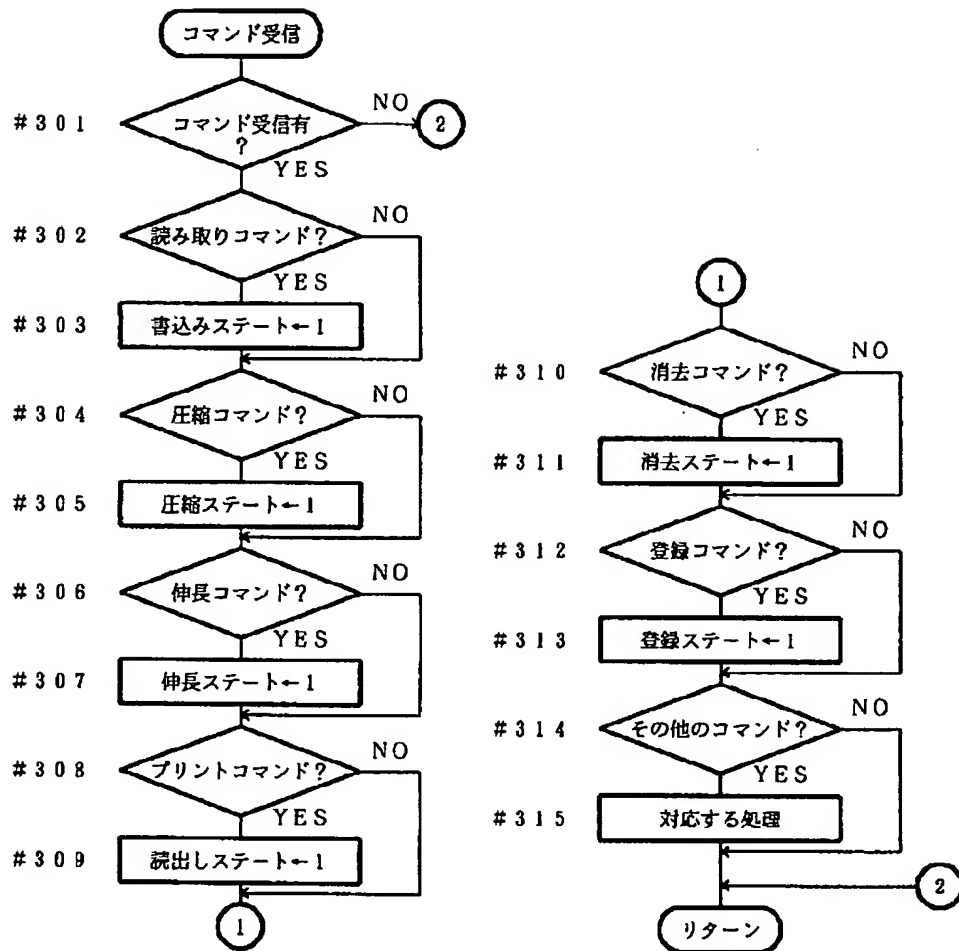 コマンド受信
#301
コマンド受信有
?
NO
2
YES
#302
読み取りコマンド?
NO
YES
#303
書込みステート←1
#304
圧縮コマンド?
NO
YES
#305
圧縮ステート←1
#306
伸長コマンド?
NO
YES
#307
伸長ステート←1
#308
プリントコマンド?
NO
YES
#309
読出しステート←1
1
1
#310
消去コマンド?
NO
YES
#311
消去ステート←1
#312
登録コマンド?
NO
YES
#313
登録ステート←1
#314
その他のコマンド?
NO
YES
#315
対応する処理
2
リターン